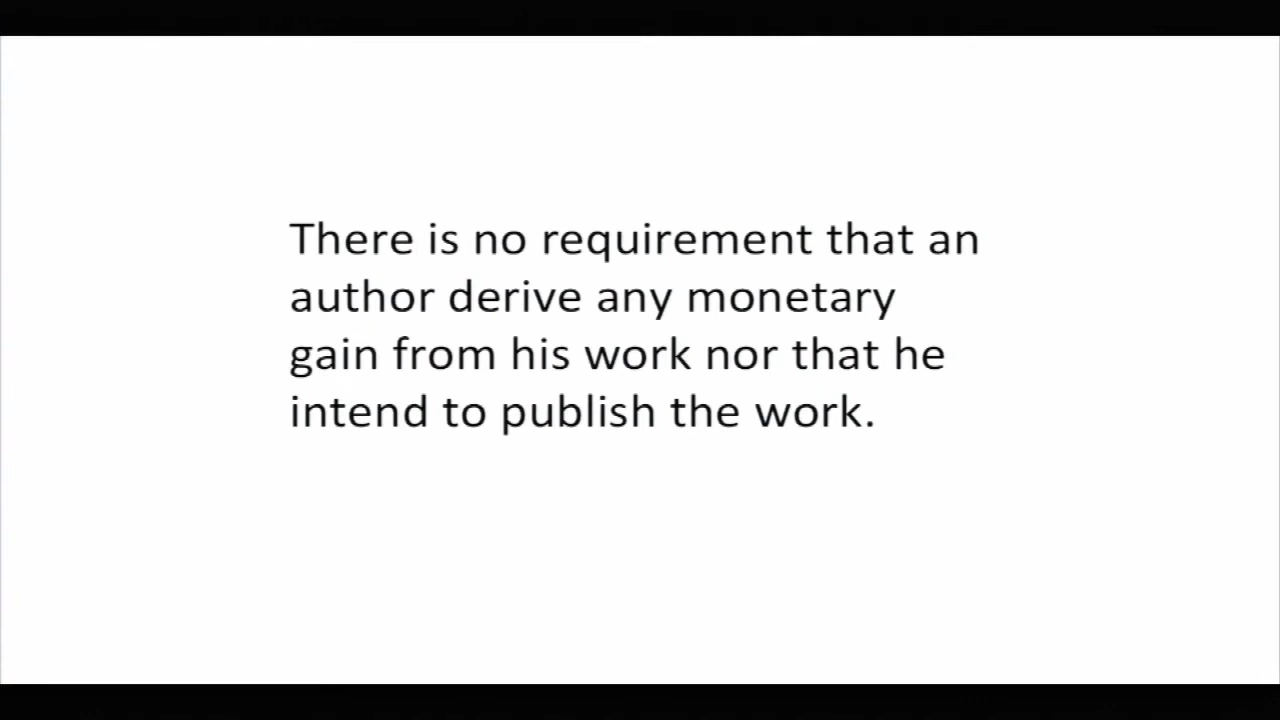 There is no requirement that an
author derive any monetary
gain from his work nor that he
intend to publish the work.